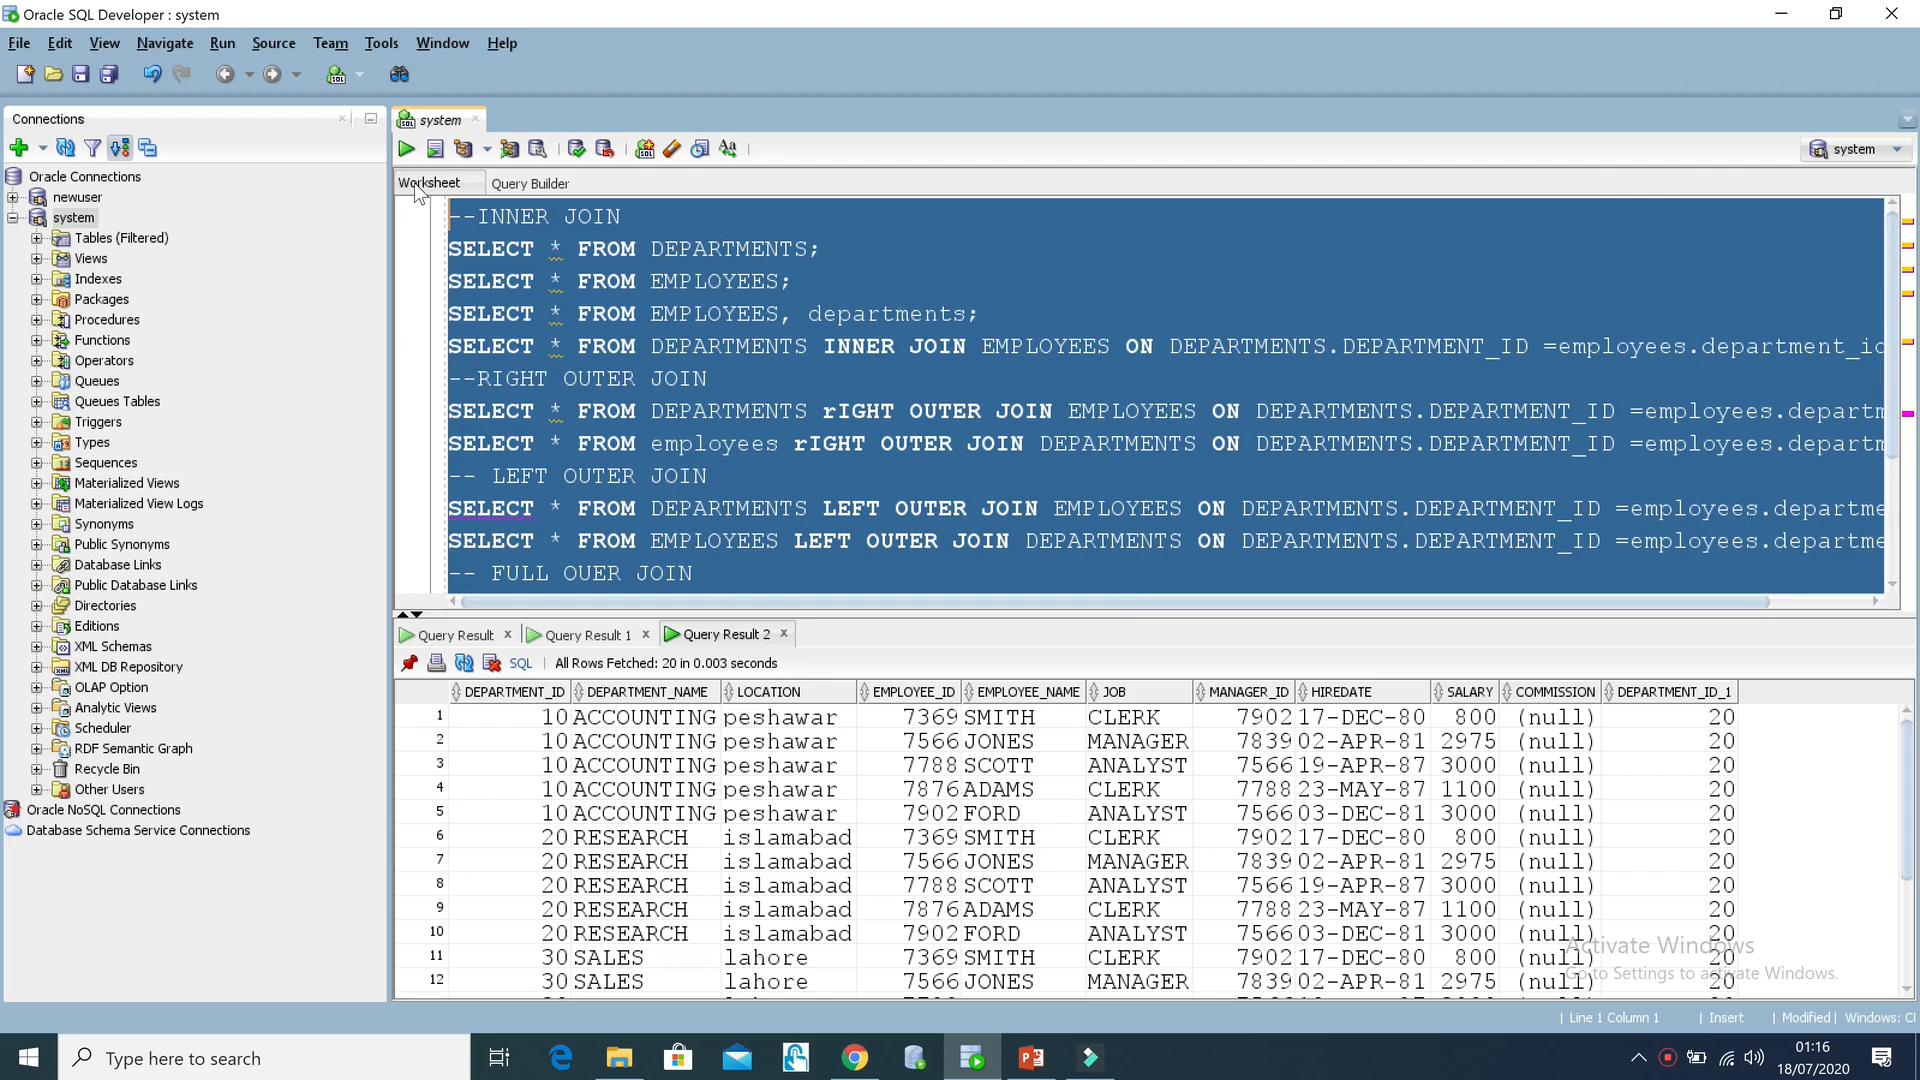 Oracle SQL Developer : system
File Edit View Navigate Run Source Team Tools Window Help
Connections
Oracle Connections
newuser
system
Tables (Filtered)
Views
Indexes
Packages
Procedures
Functions
Operators
Queues
Queues Tables
Triggers
Types
Sequences
Materialized Views
Materialized View Logs
Synonyms
Public Synonyms
Database Links
Public Database Links
Directories
Editions
XML Schemas
XML DB Repository
OLAP Option
Analytic Views
Scheduler
RDF Semantic Graph
Recycle Bin
Other Users
Oracle NoSQL Connections
Database Schema Service Connections
system
system
Worksheet Query Builder
--INNER JOIN
SELECT * FROM DEPARTMENTS;
SELECT * FROM EMPLOYEES;
SELECT * FROM EMPLOYEES, departments;
SELECT * FROM DEPARTMENTS INNER JOIN EMPLOYEES ON DEPARTMENTS.DEPARTMENT_ID =employees.department_id
--RIGHT OUTER JOIN
SELECT * FROM DEPARTMENTS rIGHT OUTER JOIN EMPLOYEES ON DEPARTMENTS.DEPARTMENT_ID =employees.departm
SELECT * FROM employees rIGHT OUTER JOIN DEPARTMENTS ON DEPARTMENTS.DEPARTMENT_ID =employees.departm
-- LEFT OUTER JOIN
SELECT * FROM DEPARTMENTS LEFT OUTER JOIN EMPLOYEES ON DEPARTMENTS.DEPARTMENT_ID =employees.departme
SELECT * FROM EMPLOYEES LEFT OUTER JOIN DEPARTMENTS ON DEPARTMENTS.DEPARTMENT_ID =employees.departme
-- FULL OUER JOIN
Query Result Query Result 1 Query Result 2
SQL All Rows Fetched: 20 in 0.003 seconds
DEPARTMENT_ID DEPARTMENT_NAME LOCATION EMPLOYEE_ID EMPLOYEE_NAME JOB MANAGER_ID HIREDATE SALARY COMMISSION DEPARTMENT_ID_1
1 10 ACCOUNTING peshawar 7369 SMITH CLERK 7902 17-DEC-80 800 (null) 20
2 10 ACCOUNTING peshawar 7566 JONES MANAGER 7839 02-APR-81 2975 (null) 20
3 10 ACCOUNTING peshawar 7788 SCOTT ANALYST 7566 19-APR-87 3000 (null) 20
4 10 ACCOUNTING peshawar 7876 ADAMS CLERK 7788 23-MAY-87 1100 (null) 20
5 10 ACCOUNTING peshawar 7902 FORD ANALYST 7566 03-DEC-81 3000 (null) 20
6 20 RESEARCH islamabad 7369 SMITH CLERK 7902 17-DEC-80 800 (null) 20
7 20 RESEARCH islamabad 7566 JONES MANAGER 7839 02-APR-81 2975 (null) 20
8 20 RESEARCH islamabad 7788 SCOTT ANALYST 7566 19-APR-87 3000 (null) 20
9 20 RESEARCH islamabad 7876 ADAMS CLERK 7788 23-MAY-87 1100 (null) 20
10 20 RESEARCH islamabad 7902 FORD ANALYST 7566 03-DEC-81 3000 (null) 20
11 30 SALES lahore 7369 SMITH CLERK 7902 17-DEC-80 800 (null) 20
12 30 SALES lahore 7566 JONES MANAGER 7839 02-APR-81 2975 (null) 20
Activate Windows
Go to Settings to activate Windows.
Line 1 Column 1 Insert Modified Windows: C
Type here to search
01:16
18/07/2020